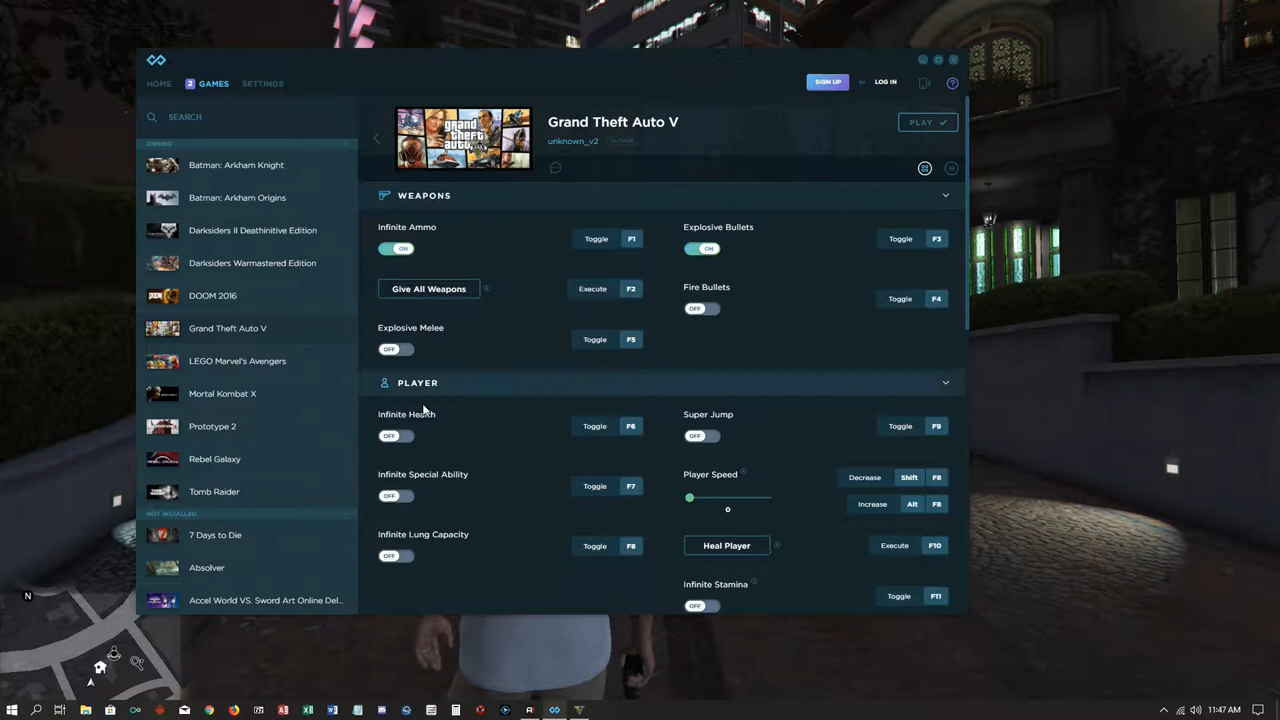 HOME
2 GAMES
SETTINGS
SIGN UP
or
LOG IN
?
SEARCH
OWNED
Batman: Arkham Knight
Batman: Arkham Origins
Darksiders II Deathinitive Edition
Darksiders Warmastered Edition
DOOM 2016
Grand Theft Auto V
LEGO Marvel's Avengers
Mortal Kombat X
Prototype 2
Rebel Galaxy
Tomb Raider
NOT INSTALLED
7 Days to Die
Absolver
Accel World VS. Sword Art Online Del...
grand theft auto
Grand Theft Auto V
unknown_v2 AUTHOR
PLAY
WEAPONS
Infinite Ammo
ON
Toggle F1
Explosive Bullets
ON
Toggle F3
Give All Weapons
Execute F2
Fire Bullets
OFF
Toggle F4
Explosive Melee
OFF
Toggle F5
PLAYER
Infinite Health
OFF
Toggle F6
Super Jump
OFF
Toggle F9
Infinite Special Ability
OFF
Toggle F7
Player Speed
0
Decrease Shift F8
Increase Alt F8
Infinite Lung Capacity
OFF
Toggle F8
Heal Player
Execute F10
Infinite Stamina
OFF
Toggle F11
N
11:47 AM